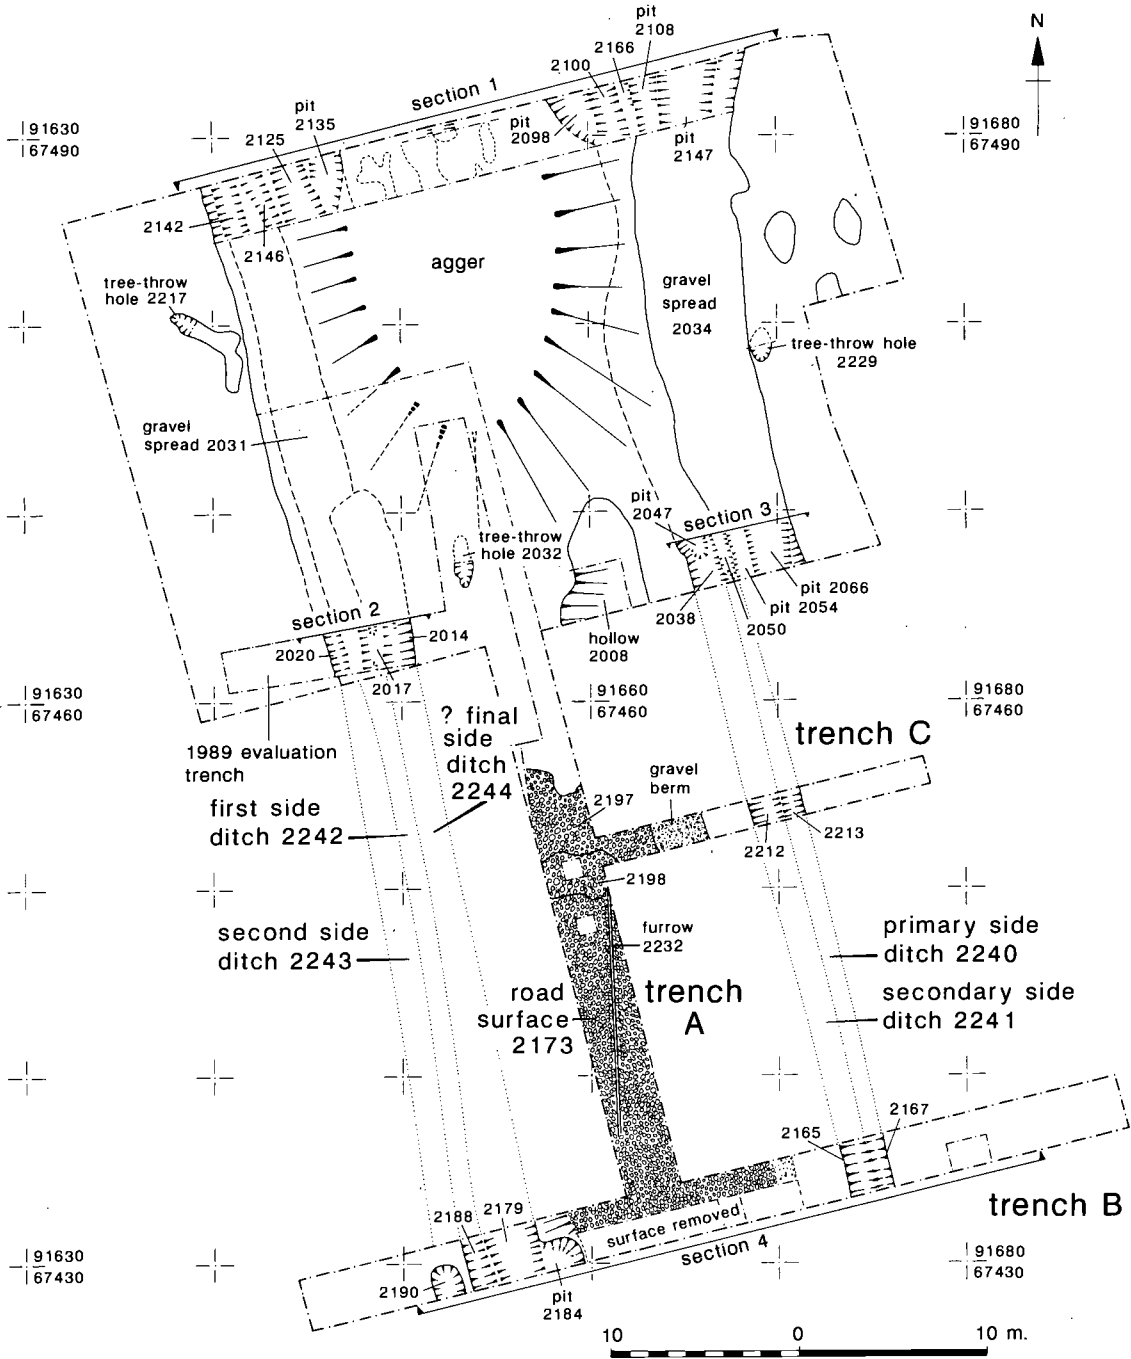 pit
2108
2166
2100
N
section 1
pit
2135
2125
pit
2098
pit
2147
91630
67490
91680
67490
2142
2146
agger
tree-throw
hole 2217
gravel
spread
2034
tree-throw hole
2229
gravel
spread 2031
pit
2047
section 3
tree-throw
hole 2032
pit 2066
pit 2054
2038
2050
section 2
2014
2020
2017
hollow
2008
91630
67460
91660
67460
91680
67460
1989 evaluation
trench
? final
side
ditch
2244
trench C
gravel
berm
2197
first side
ditch 2242
2213
2212
2198
second side
ditch 2243
furrow
2232
primary side
ditch 2240
road
surface
2173
trench
A
secondary side
ditch 2241
2167
2165
2179
2188
surface removed
trench B
section 4
91630
67430
91680
67430
2190
pit
2184
10 0 10 m.